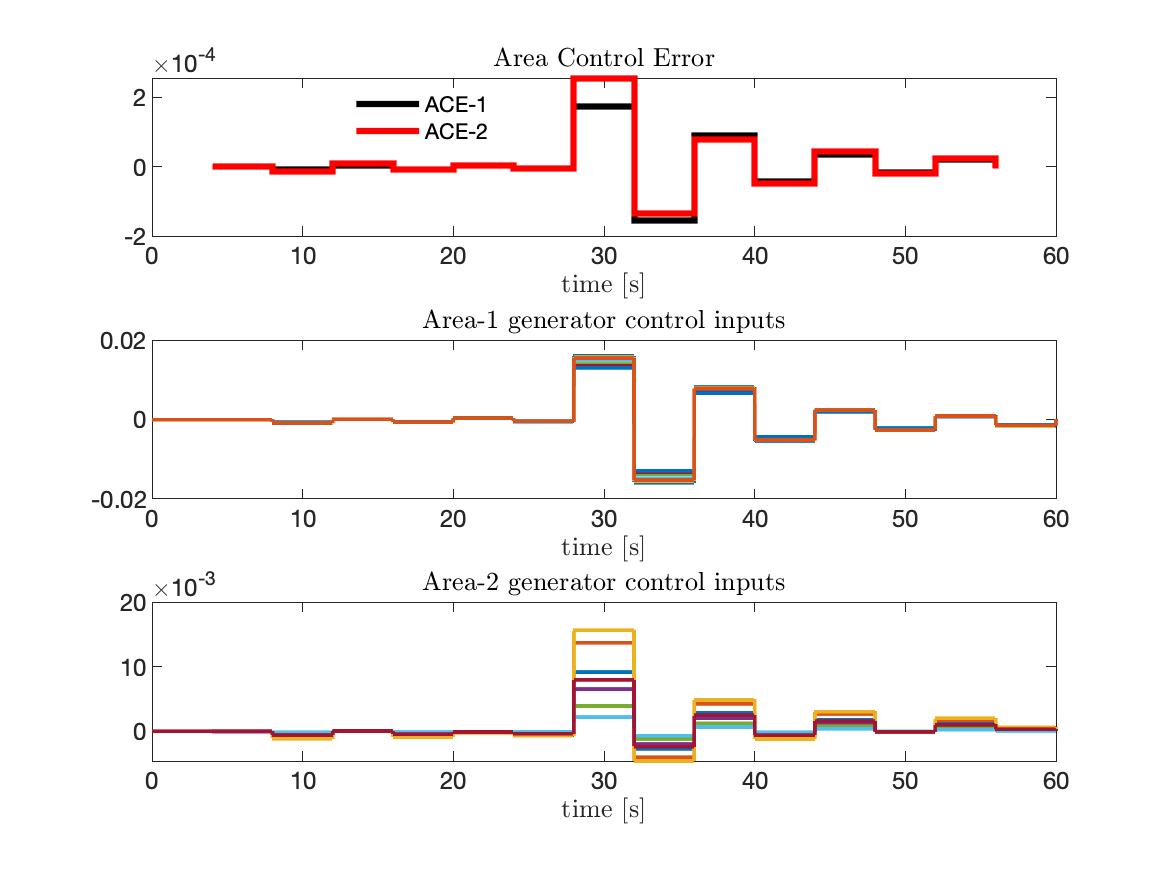 Area Control Error
×10-4
2
0
-2
ACE-1
ACE-2
0 10 20 30 40 50 60
time [s]
Area-1 generator control inputs
0.02
0
-0.02
0 10 20 30 40 50 60
time [s]
Area-2 generator control inputs
×10-3
20
10
0
0 10 20 30 40 50 60
time [s]